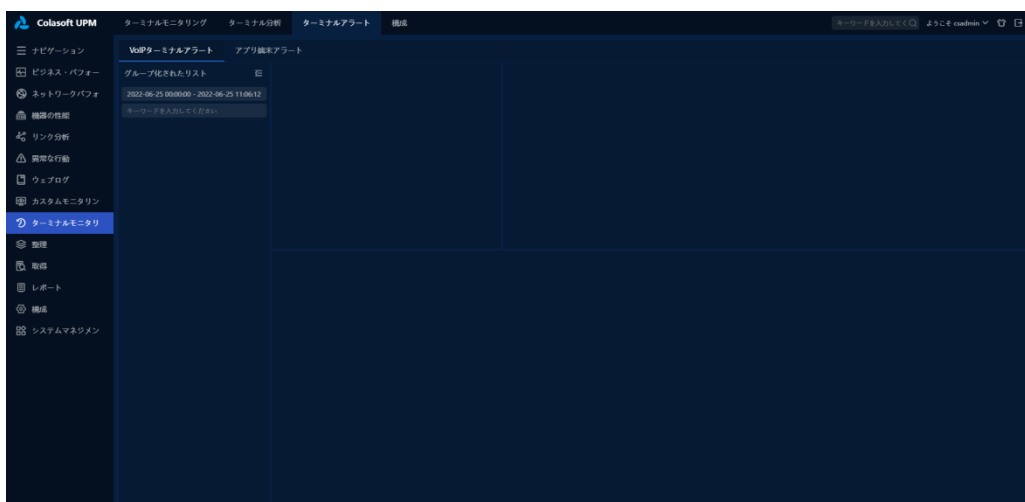 Colasoft UPM
ターミナルモニタリング ターミナル分析 ターミナルアラート 構成
キーワードを入力してく
ようこそ csadmin
ナビゲーション
VoIPターミナルアラート アプリ端末アラート
ビジネス・パフォー
グループ化されたリスト
ネットワークパフォ
2022-06-25 00:00:00 - 2022-06-25 11:06:12
機器の性能
キーワードを入力してください
リンク分析
異常な行動
ウェブログ
カスタムモニタリン
ターミナルモニタリ
整理
取得
レポート
構成
システムマネジメン